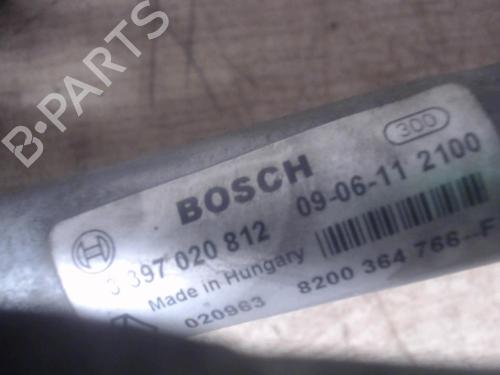 B-PARTS
300
BOSCH 09-06-11 2100
3 397 020 812
Made in Hungary
020963 8200 364 766--F